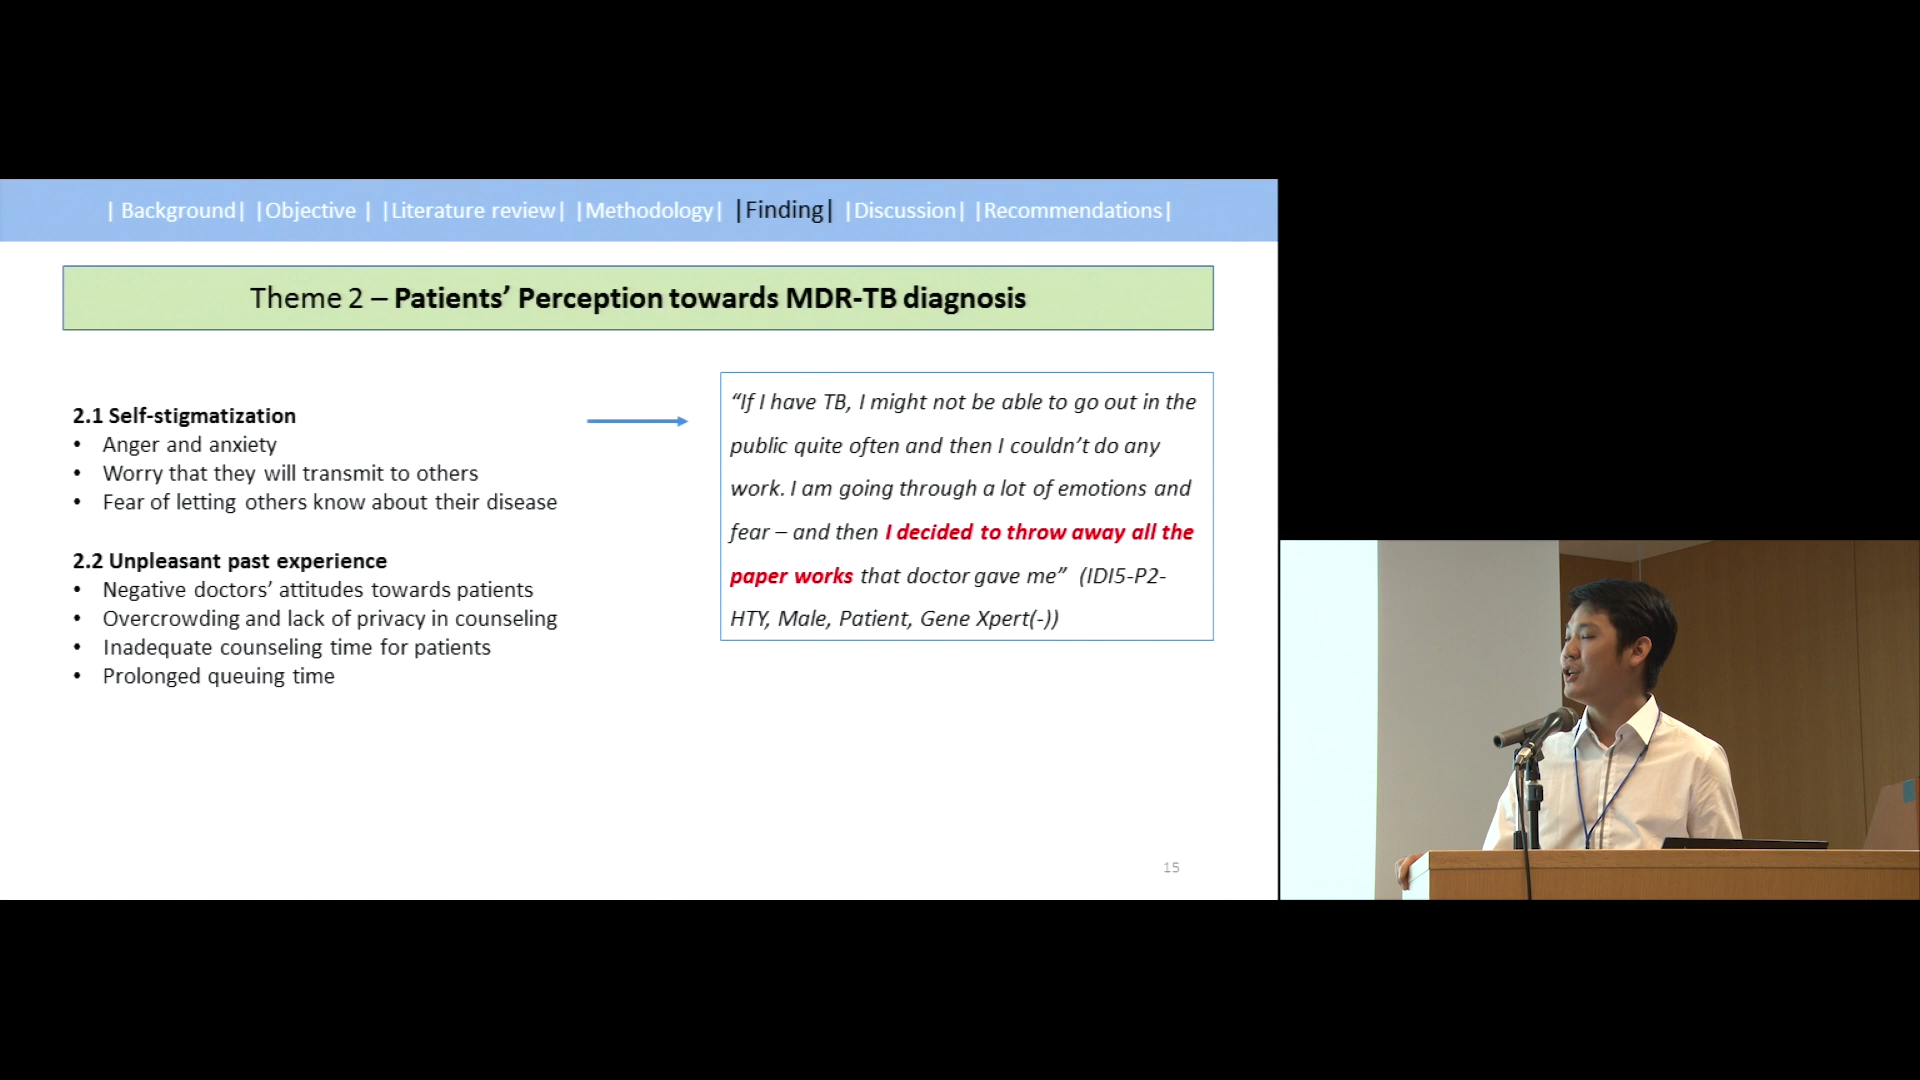 | Background| |Objective | |Literature review| |Methodology| |Finding| |Discussion| |Recommendations|
Theme 2 – Patients’ Perception towards MDR-TB diagnosis
2.1 Self-stigmatization
• Anger and anxiety
• Worry that they will transmit to others
• Fear of letting others know about their disease
2.2 Unpleasant past experience
• Negative doctors’ attitudes towards patients
• Overcrowding and lack of privacy in counseling
• Inadequate counseling time for patients
• Prolonged queuing time
“If I have TB, I might not be able to go out in the
public quite often and then I couldn’t do any
work. I am going through a lot of emotions and
fear – and then I decided to throw away all the
paper works that doctor gave me” (IDI5-P2-
HTY, Male, Patient, Gene Xpert(-))
15